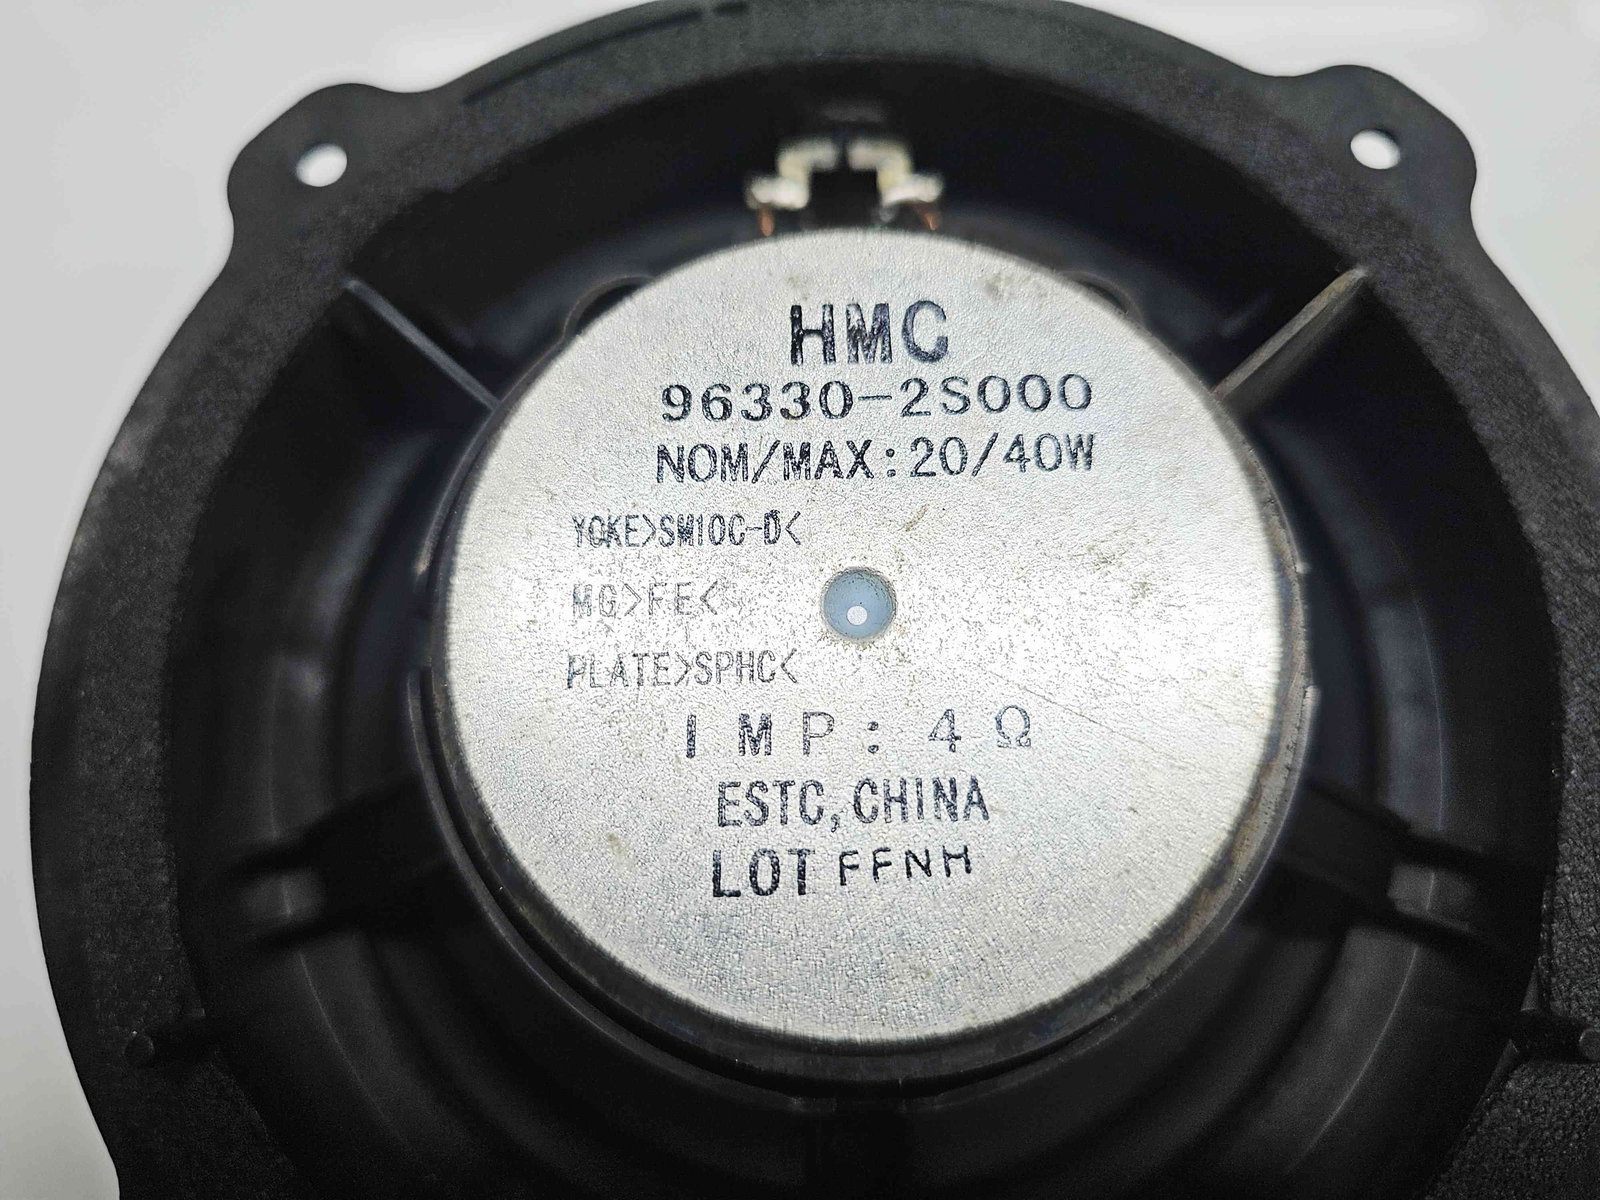 HMC
96330-2S000
NOM/MAX:20/40W
YOKE>SM10C-D<
MG>FE<
PLATE>SPHC<
IMP: 4Ω
ESTC,CHINA
LOT FFNH